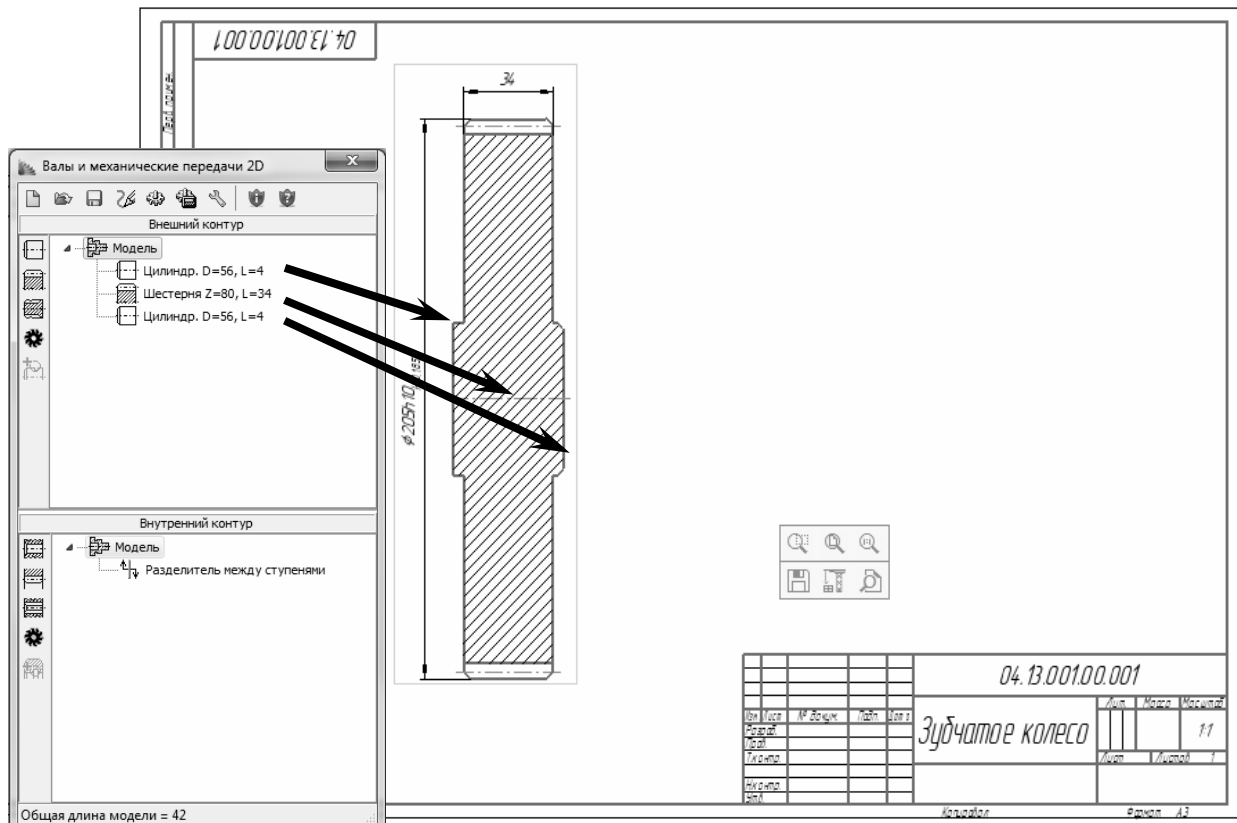 04.13.001.00.001
Перв. примен.
34
Валы и механические передачи 2D
Внешний контур
Модель
Цилиндр. D=56, L=4
Шестерня Z=80, L=34
Цилиндр. D=56, L=4
⌀205h10
Внутренний контур
Модель
Разделитель между ступенями
Общая длина модели = 42
04.13.001.00.001
Изм Лист № докум. Подп. Дата
Разраб.
Пров.
Т.контр.
Н.контр.
Утв.
Зубчатое колесо
Лит. Масса Масштаб
1:1
Лист Листов 1
Копировал Формат A3